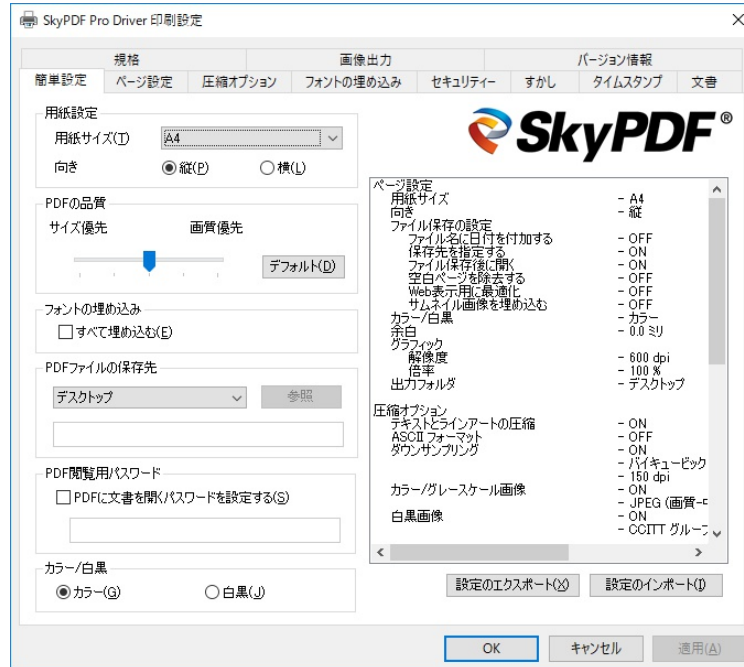 SkyPDF Pro Driver 印刷設定
規格 画像出力 バージョン情報
簡単設定 ページ設定 圧縮オプション フォントの埋め込み セキュリティー すかし タイムスタンプ 文書
用紙設定
用紙サイズ(T) A4
向き 縦(P) 横(L)
PDFの品質
サイズ優先 画質優先
デフォルト(D)
フォントの埋め込み
すべて埋め込む(E)
PDFファイルの保存先
デスクトップ 参照
PDF閲覧用パスワード
PDFに文書を開くパスワードを設定する(S)
カラー/白黒
カラー(G) 白黒(J)
SkyPDF®
ページ設定
用紙サイズ - A4
向き - 縦
ファイル保存の設定
ファイル名に日付を付加する - OFF
保存先を指定する - ON
ファイル保存後に開く - ON
空白ページを除去する - OFF
Web表示用に最適化 - OFF
サムネイル画像を埋め込む - OFF
カラー/白黒 - カラー
余白 - 0.0 ミリ
グラフィック
解像度 - 600 dpi
倍率 - 100 %
出力フォルダ - デスクトップ
圧縮オプション
テキストとラインアートの圧縮 - ON
ASCII フォーマット - OFF
ダウンサンプリング - ON
- バイキュービック
- 150 dpi
カラー/グレースケール画像 - ON
- JPEG (画質-中
白黒画像 - ON
- CCITT グループ
設定のエクスポート(X) 設定のインポート(I)
OK キャンセル 適用(A)